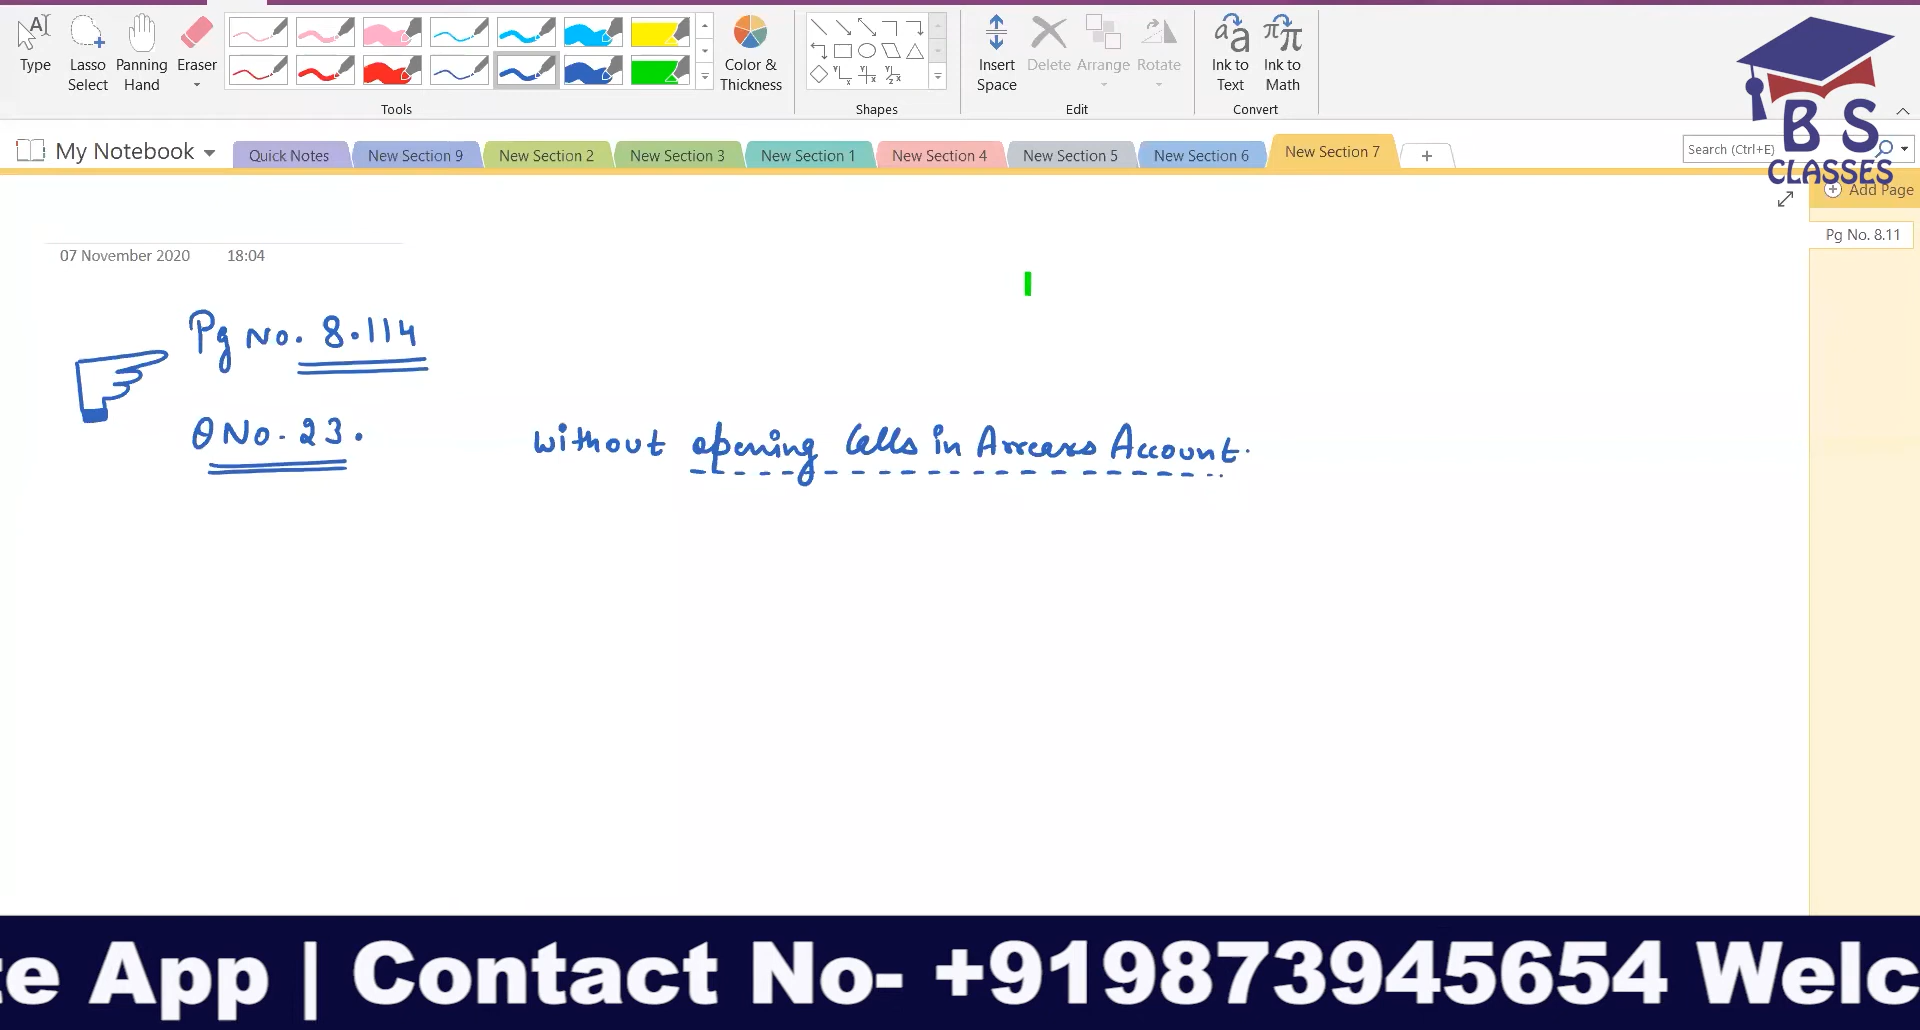 Type
Lasso Select
Panning Hand
Eraser
Color & Thickness
Insert Space
Delete
Arrange
Rotate
Ink to Text
Ink to Math
Tools
Shapes
Edit
Convert
B S
CLASSES
My Notebook
Quick Notes
New Section 9
New Section 2
New Section 3
New Section 1
New Section 4
New Section 5
New Section 6
New Section 7
Search (Ctrl+E)
Add Page
Pg No. 8.11
07 November 2020 18:04
Pg No. 8.114
Q No. 23.
without opening Calls in Arrears Account.
te App | Contact No- +919873945654 Welc